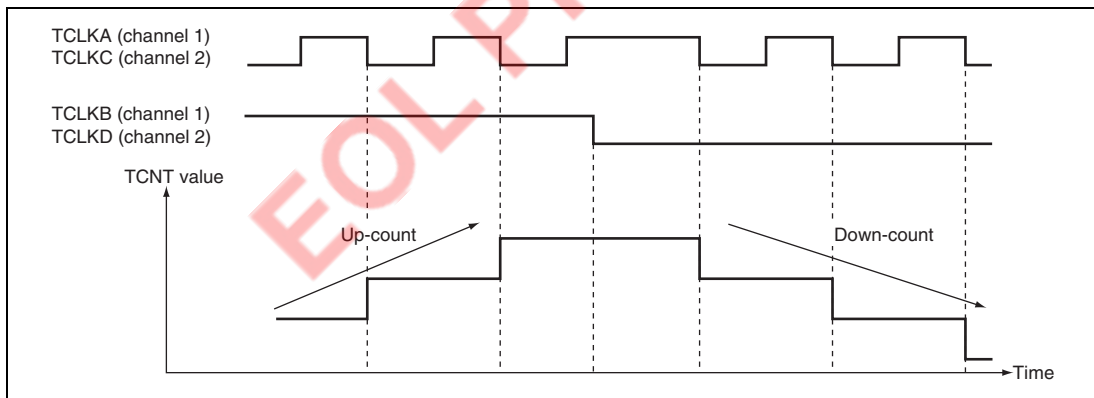 TCLKA (channel 1)
TCLKC (channel 2)
TCLKB (channel 1)
TCLKD (channel 2)
TCNT value
Up-count
Down-count
Time
EOL P